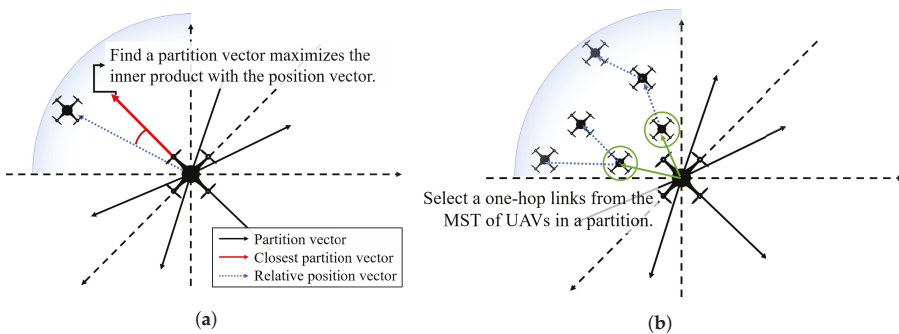 (a)
Find a partition vector maximizes the
inner product with the position vector.
Partition vector
Closest partition vector
Relative position vector
(a)
(b)
Select a one-hop links from the
MST of UAVs in a partition.
(b)